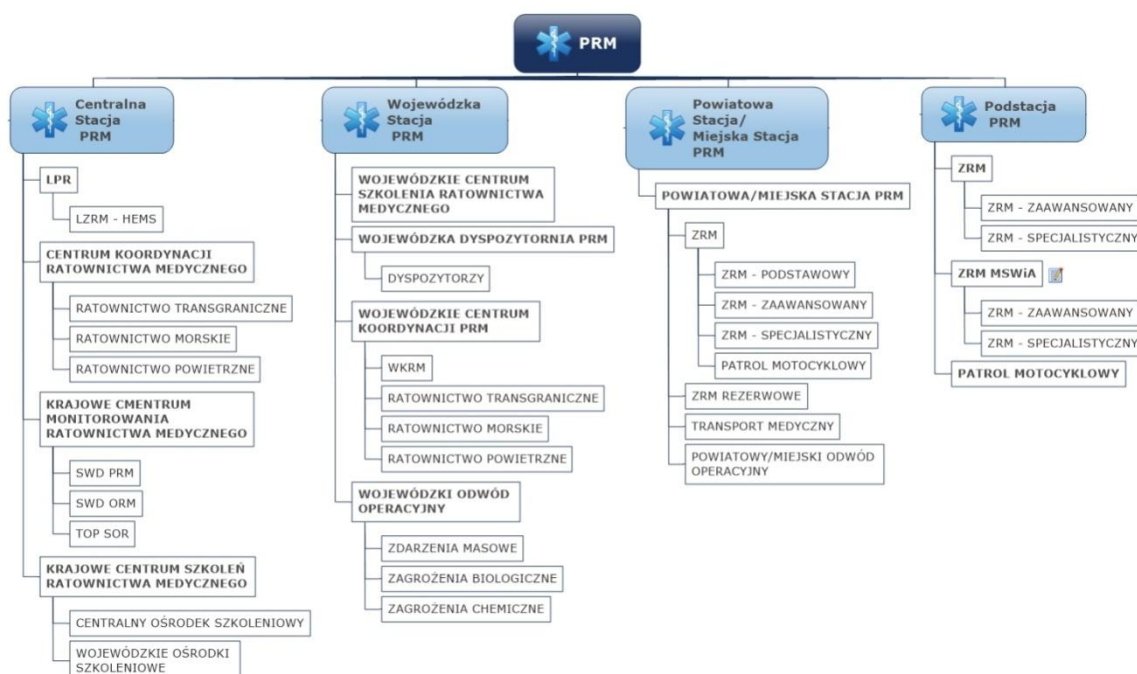 PRM
Centralna
Stacja
PRM
LPR
LZRM - HEMS
CENTRUM KOORDYNACJI
RATOWNICTWA MEDYCZNEGO
RATOWNICTWO TRANSGRANICZNE
RATOWNICTWO MORSKIE
RATOWNICTWO POWIETRZNE
KRAJOWE CMENTRUM
MONITOROWANIA
RATOWNICTWA MEDYCZNEGO
SWD PRM
SWD ORM
TOP SOR
KRAJOWE CENTRUM SZKOLEŃ
RATOWNICTWA MEDYCZNEGO
CENTRALNY OŚRODEK SZKOLENIOWY
WOJEWÓDZKIE OŚRODKI
SZKOLENIOWE
Wojewódzka
Stacja
PRM
WOJEWÓDZKIE CENTRUM
SZKOLENIA RATOWNICTWA
MEDYCZNEGO
WOJEWÓDZKA DYSPOZYTORNIA PRM
DYSPOZYTORZY
WOJEWÓDZKIE CENTRUM
KOORDYNACJI PRM
WKRM
RATOWNICTWO TRANSGRANICZNE
RATOWNICTWO MORSKIE
RATOWNICTWO POWIETRZNE
WOJEWÓDZKI ODWÓD
OPERACYJNY
ZDARZENIA MASOWE
ZAGROŻENIA BIOLOGICZNE
ZAGROŻENIA CHEMICZNE
Powiatowa
Stacja/
Miejska Stacja
PRM
POWIATOWA/MIEJSKA STACJA PRM
ZRM
ZRM - PODSTAWOWY
ZRM - ZAAWANSOWANY
ZRM - SPECJALISTYCZNY
PATROL MOTOCYKLOWY
ZRM REZERWOWE
TRANSPORT MEDYCZNY
POWIATOWY/MIEJSKI ODWÓD
OPERACYJNY
Podstacja
PRM
ZRM
ZRM - ZAAWANSOWANY
ZRM - SPECJALISTYCZNY
ZRM MSWiA
ZRM - ZAAWANSOWANY
ZRM - SPECJALISTYCZNY
PATROL MOTOCYKLOWY